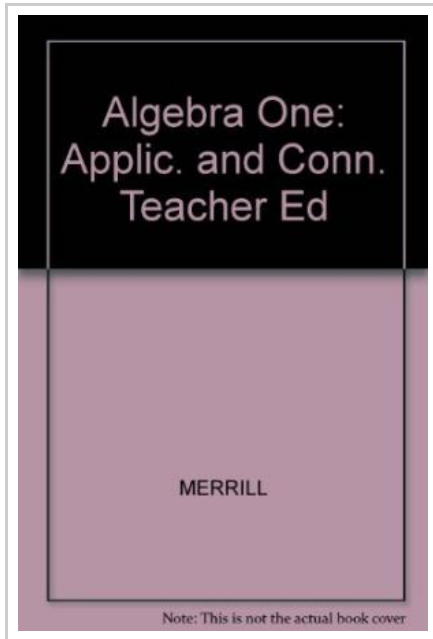 Algebra One:
Applic. and Conn.
Teacher Ed
MERRILL
Note: This is not the actual book cover